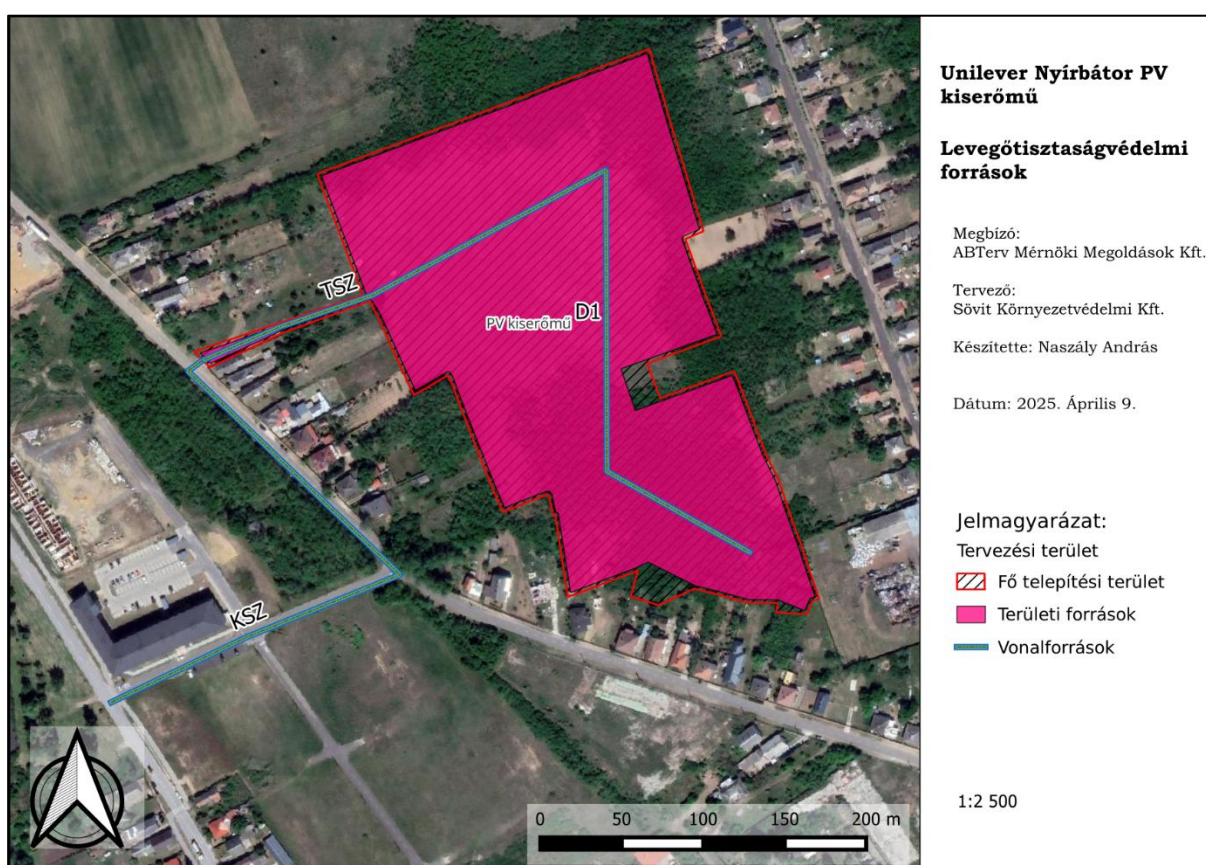 Unilever Nyírbátor PV
kiserőmű
Levegőtisztaságvédelmi
források
Megbízó:
ABTerv Mérnöki Megoldások Kft.
Tervező:
Sövit Környezetvédelmi Kft.
Készítette: Naszály András
Dátum: 2025. Április 9.
Jelmagyarázat:
Tervezési terület
Fő telepítési terület
Területi források
Vonalforrások
1:2 500
TSZ
PV kiserőmű
D1
KSZ
0 50 100 150 200 m